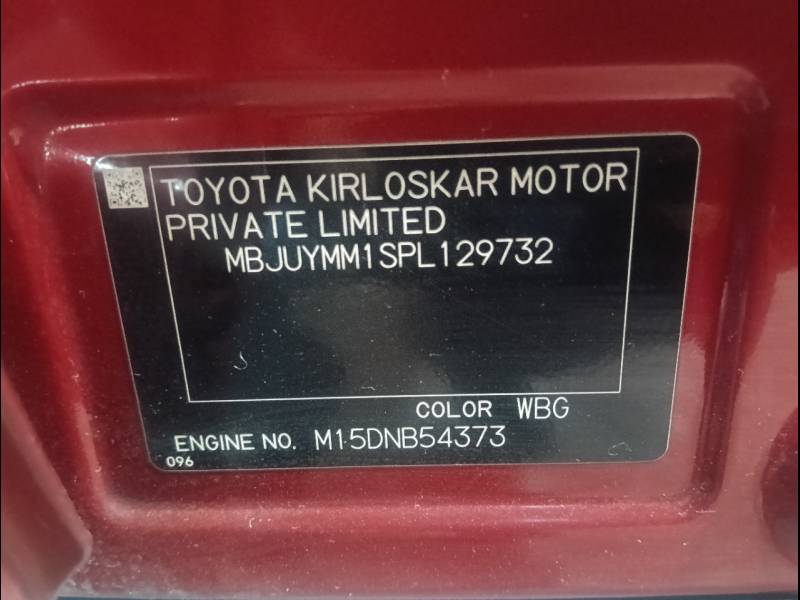 TOYOTA KIRLOSKAR MOTOR
PRIVATE LIMITED
MBJUYMM1SPL129732
COLOR WBG
ENGINE NO. M15DNB54373
096